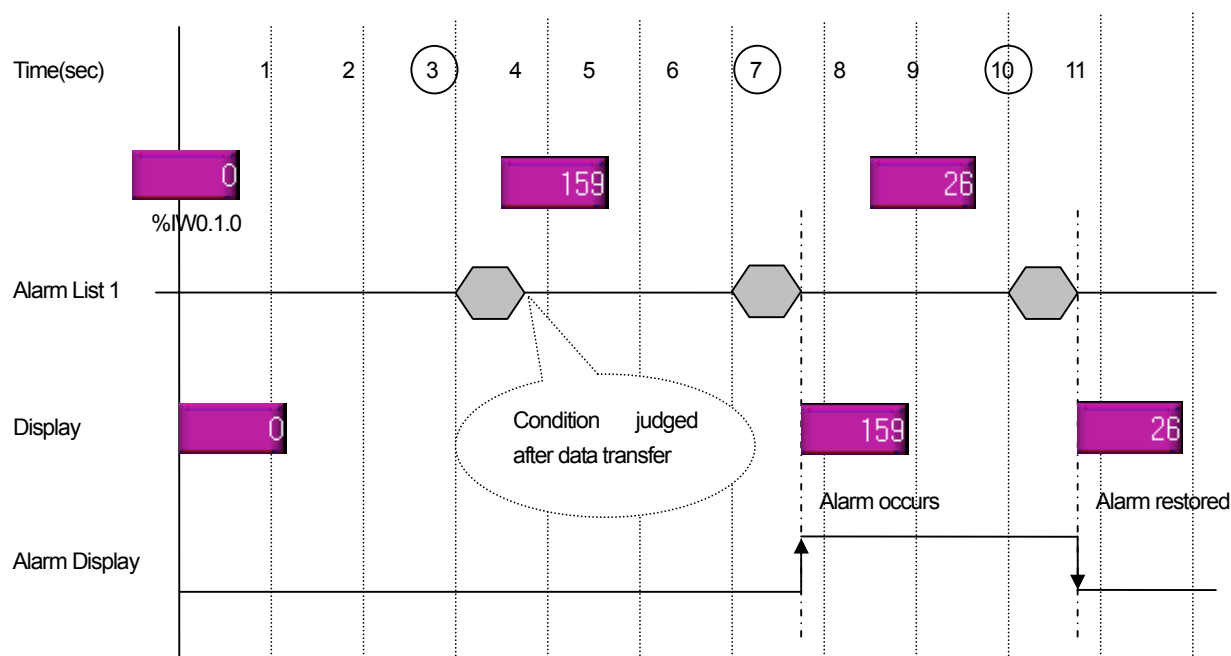 Time(sec) 1 2 3 4 5 6 7 8 9 10 11
0 159 26
%IW0.1.0
Alarm List 1
Condition judged
after data transfer
Display 0 159 26
Alarm occurs Alarm restored
Alarm Display